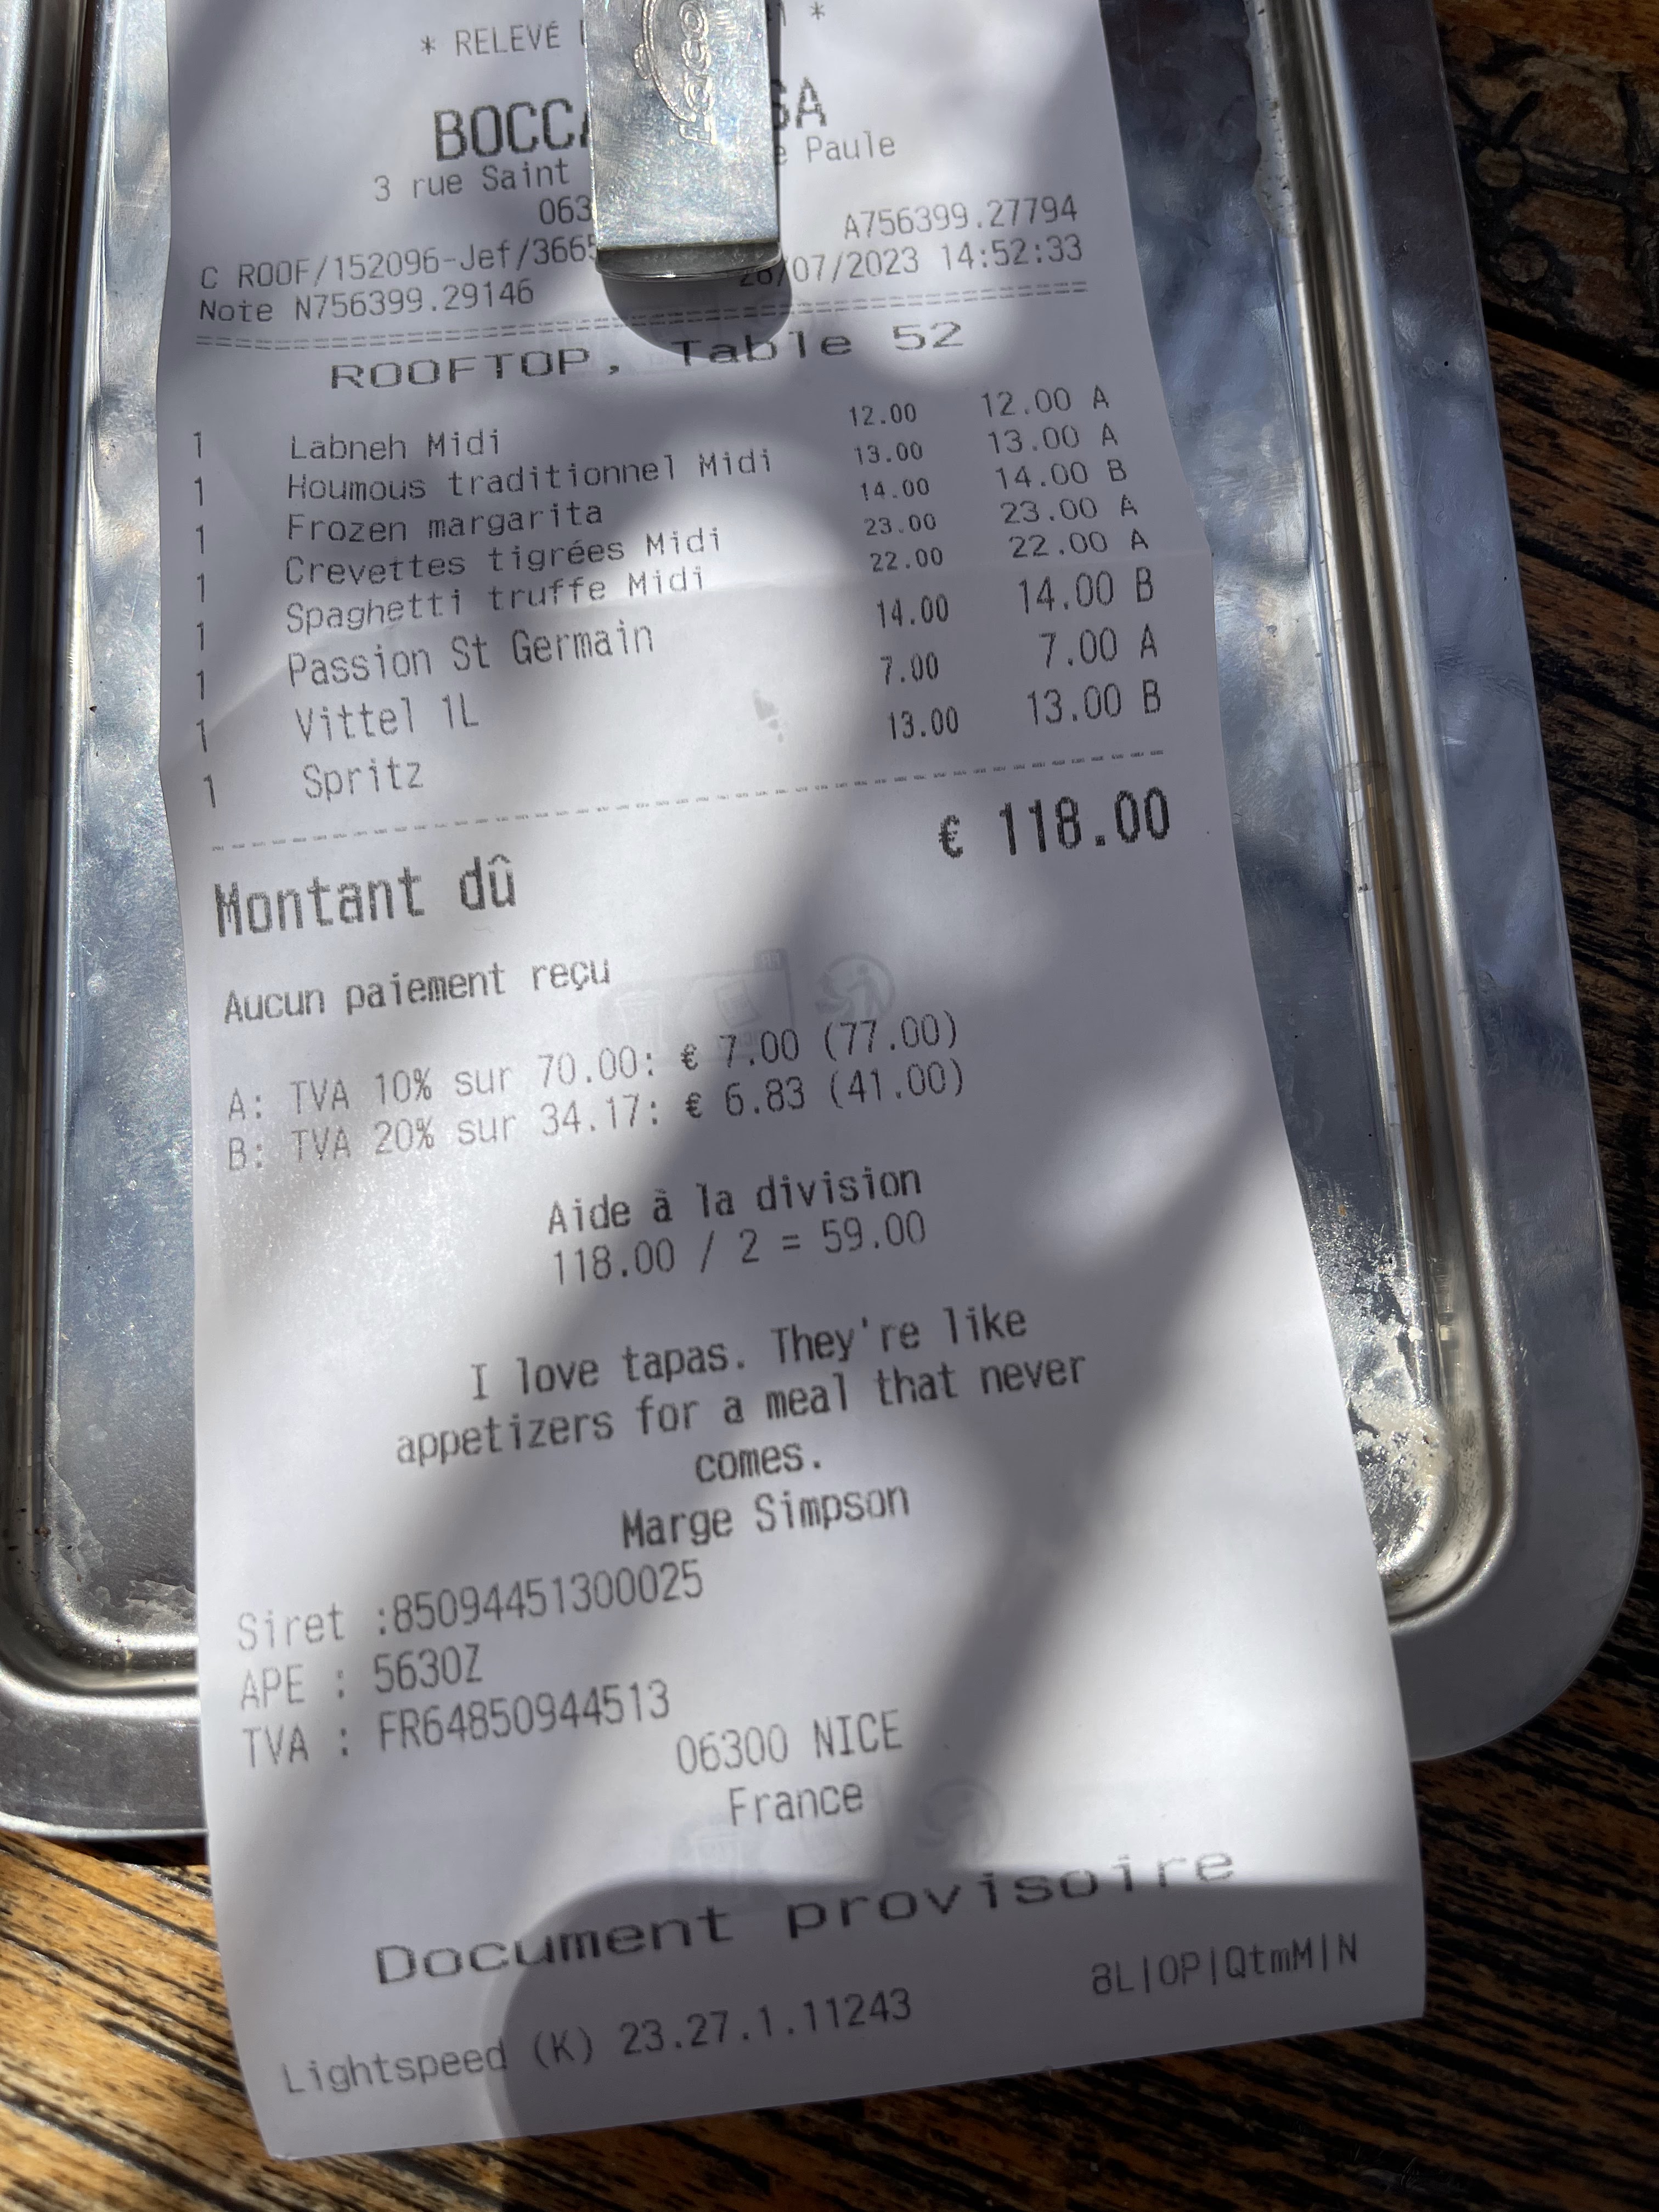 * RELEVÉ *
BOCCA
3 rue Saint Paule
063
A756399.27794
C ROOF/152096-Jef/3665 /07/2023 14:52:33
Note N756399.29146
ROOFTOP, Table 52
1 Labneh Midi 12.00 12.00 A
1 Houmous traditionnel Midi 13.00 13.00 A
1 Frozen margarita 14.00 14.00 B
1 Crevettes tigrées Midi 23.00 23.00 A
1 Spaghetti truffe Midi 22.00 22.00 A
1 Passion St Germain 14.00 14.00 B
1 Vittel 1L 7.00 7.00 A
1 Spritz 13.00 13.00 B
Montant dû € 118.00
Aucun paiement reçu
A: TVA 10% sur 70.00: € 7.00 (77.00)
B: TVA 20% sur 34.17: € 6.83 (41.00)
Aide à la division
118.00 / 2 = 59.00
I love tapas. They're like
appetizers for a meal that never
comes.
Marge Simpson
Siret :85094451300025
APE : 5630Z
TVA : FR64850944513
06300 NICE
France
Document provisoire
Lightspeed (K) 23.27.1.11243 aL|OP|QtmM|N